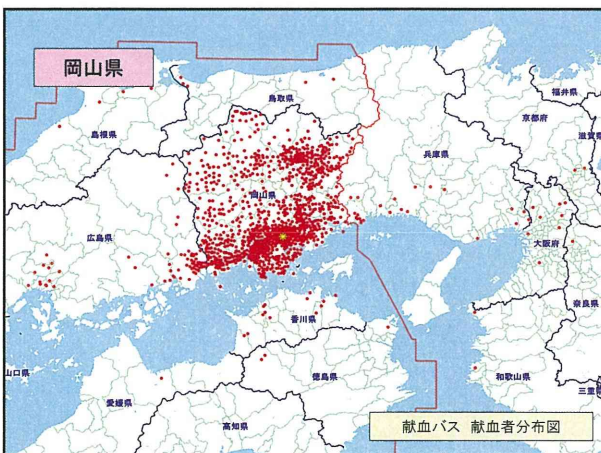 岡山県
鳥取県
福井県
京都府
滋賀県
島根県
兵庫県
岡山県
広島県
大阪府
奈良県
香川県
山口県
徳島県
和歌山県
三重県
愛媛県
高知県
献血バス 献血者分布図